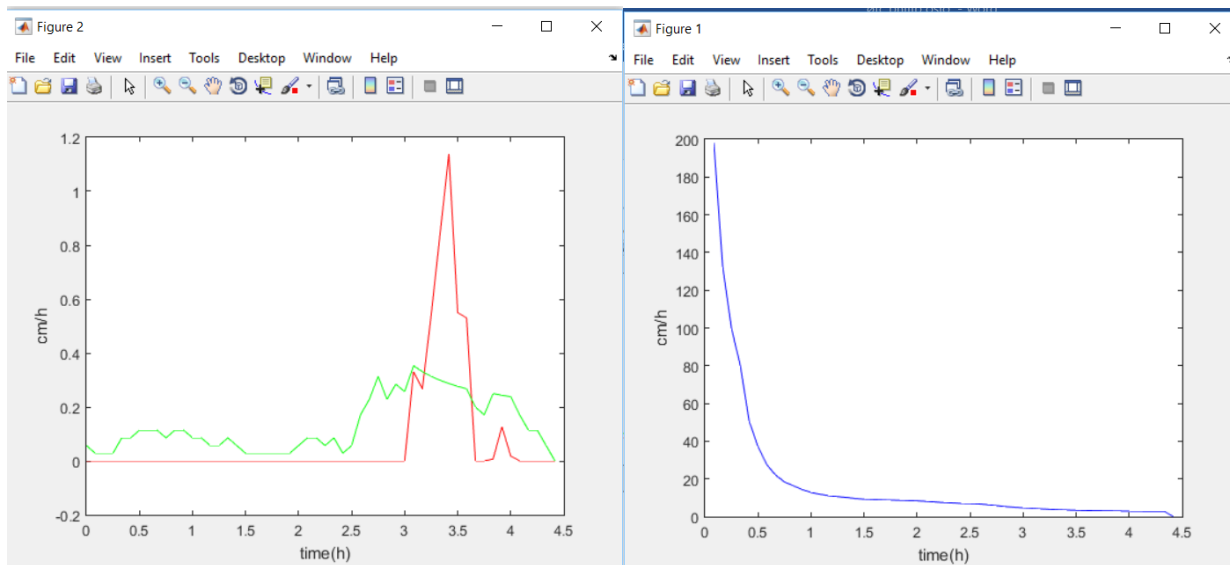 Figure 2
File Edit View Insert Tools Desktop Window Help
1.2
1
0.8
0.6
0.4
0.2
0
-0.2
cm/h
0 0.5 1 1.5 2 2.5 3 3.5 4 4.5
time(h)
Figure 1
File Edit View Insert Tools Desktop Window Help
200
180
160
140
120
100
80
60
40
20
0
cm/h
0 0.5 1 1.5 2 2.5 3 3.5 4 4.5
time(h)